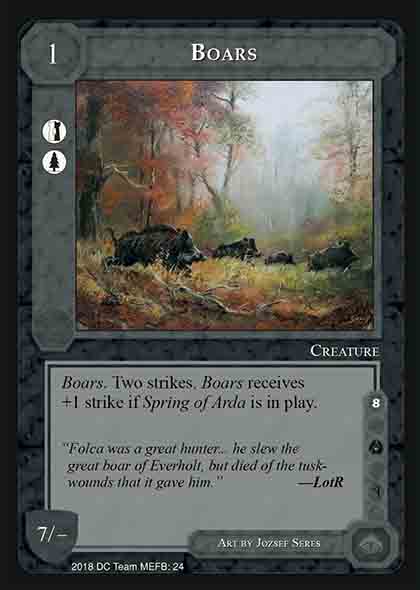 1
BOARS
CREATURE
Boars. Two strikes. Boars receives
+1 strike if Spring of Arda is in play.
8
“Folca was a great hunter... he slew the
great boar of Everholt, but died of the tusk-
wounds that it gave him.” —LotR
7/–
ART BY JOZSEF SERES
2018 DC Team MEFB: 24